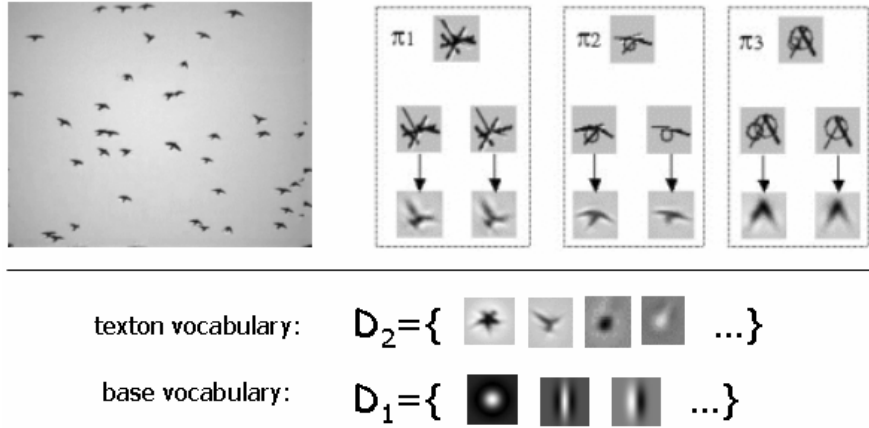 π1
π2
π3
texton vocabulary: D2={ ...}
base vocabulary: D1={ ...}